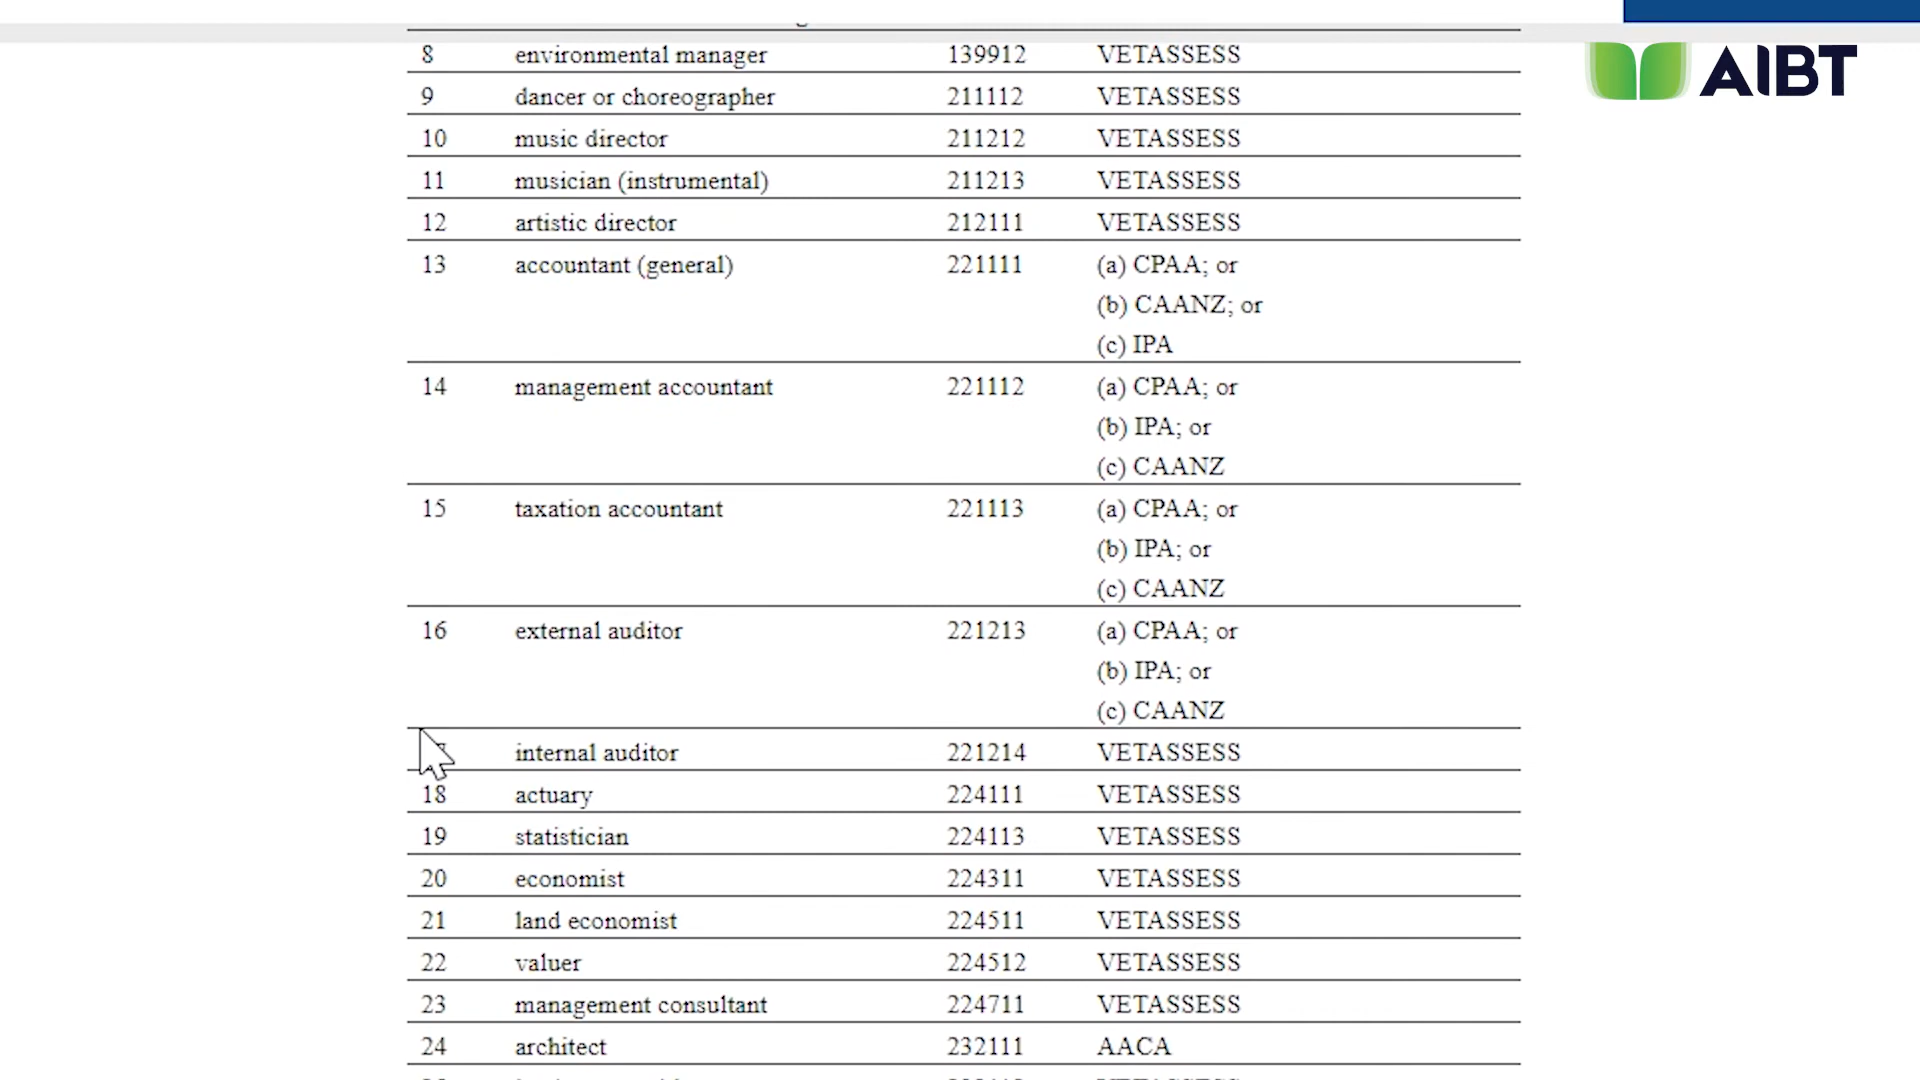 AIBT
8 environmental manager 139912 VETASSESS
9 dancer or choreographer 211112 VETASSESS
10 music director 211212 VETASSESS
11 musician (instrumental) 211213 VETASSESS
12 artistic director 212111 VETASSESS
13 accountant (general) 221111 (a) CPAA; or
(b) CAANZ; or
(c) IPA
14 management accountant 221112 (a) CPAA; or
(b) IPA; or
(c) CAANZ
15 taxation accountant 221113 (a) CPAA; or
(b) IPA; or
(c) CAANZ
16 external auditor 221213 (a) CPAA; or
(b) IPA; or
(c) CAANZ
internal auditor 221214 VETASSESS
18 actuary 224111 VETASSESS
19 statistician 224113 VETASSESS
20 economist 224311 VETASSESS
21 land economist 224511 VETASSESS
22 valuer 224512 VETASSESS
23 management consultant 224711 VETASSESS
24 architect 232111 AACA